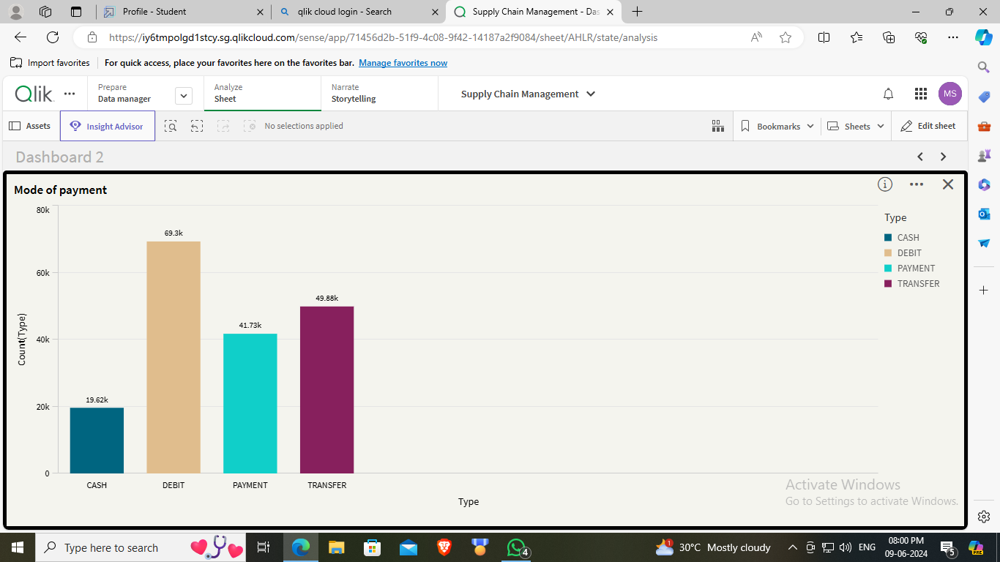 Profile - Student
qlik cloud login - Search
Supply Chain Management - Das
https://iy6tmpolgd1stcy.sg.qlikcloud.com/sense/app/71456d2b-51f9-4c08-9f42-14187a2f9084/sheet/AHLR/state/analysis
Import favorites
For quick access, place your favorites here on the favorites bar. Manage favorites now
Qlik
Prepare
Data manager
Analyze
Sheet
Narrate
Storytelling
Supply Chain Management
MS
Assets
Insight Advisor
No selections applied
Bookmarks
Sheets
Edit sheet
Dashboard 2
Mode of payment
80k
60k
40k
20k
0
Count(Type)
69.3k
49.88k
41.73k
19.62k
CASH
DEBIT
PAYMENT
TRANSFER
Type
Type
CASH
DEBIT
PAYMENT
TRANSFER
Activate Windows
Go to Settings to activate Windows.
Type here to search
4
1
30°C Mostly cloudy
ENG
08:00 PM
09-06-2024
5
PRE